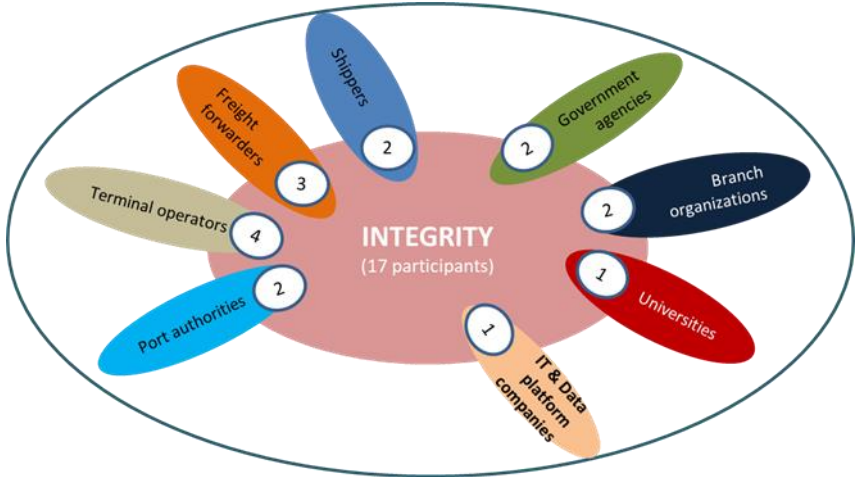 Shippers
2
Freight
forwarders
3
Terminal operators
4
Port authorities
2
INTEGRITY
(17 participants)
Government
agencies
2
Branch
organizations
2
Universities
1
IT & Data
platform
companies
1